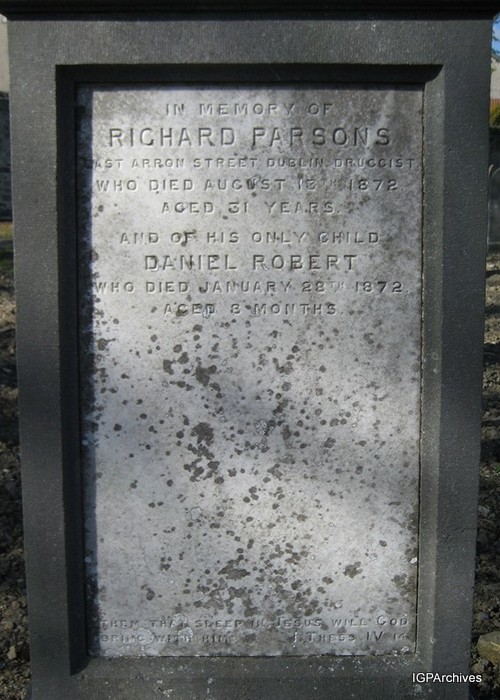 IN MEMORY OF
RICHARD PARSONS
EAST ARRON STREET DUBLIN, DRUGGIST,
WHO DIED AUGUST 13TH 1872
AGED 31 YEARS.
AND OF HIS ONLY CHILD
DANIEL ROBERT
WHO DIED JANUARY 28TH 1872,
AGED 8 MONTHS.
THEM THAT SLEEP IN JESUS WILL GOD
BRING WITH HIM I. THESS IV 14
IGPArchives